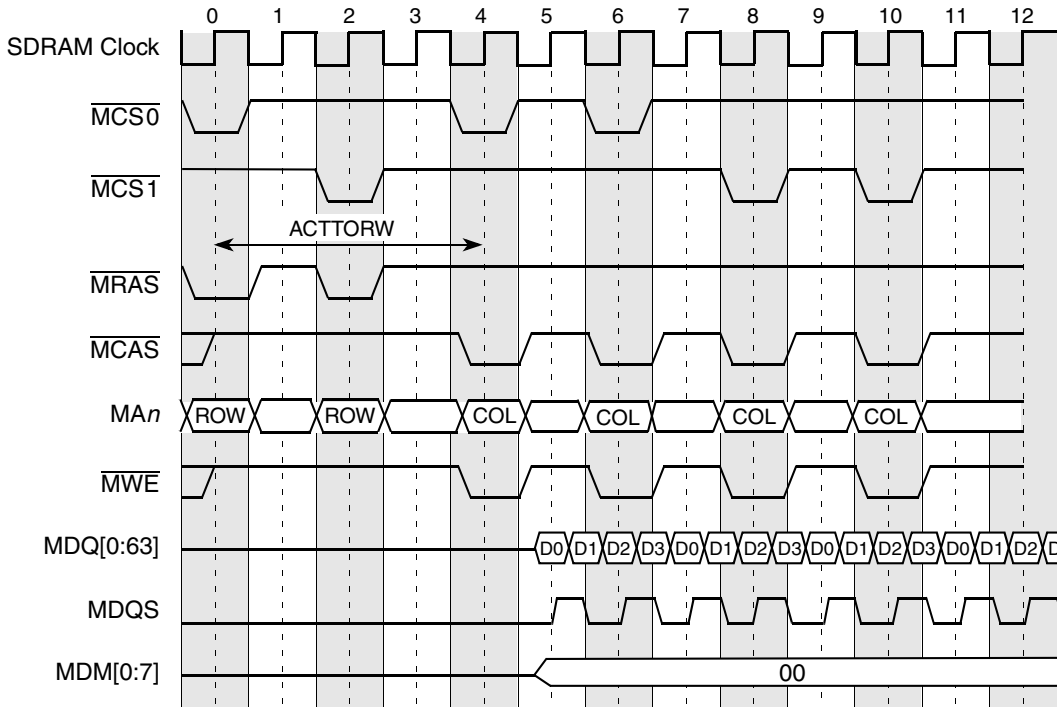 0 1 2 3 4 5 6 7 8 9 10 11 12
SDRAM Clock
MCS0
MCS1
ACTTORW
MRAS
MCAS
MAn ROW ROW COL COL COL COL
MWE
MDQ[0:63] D0 D1 D2 D3 D0 D1 D2 D3 D0 D1 D2 D3 D0 D1 D2 D
MDQS
MDM[0:7] 00